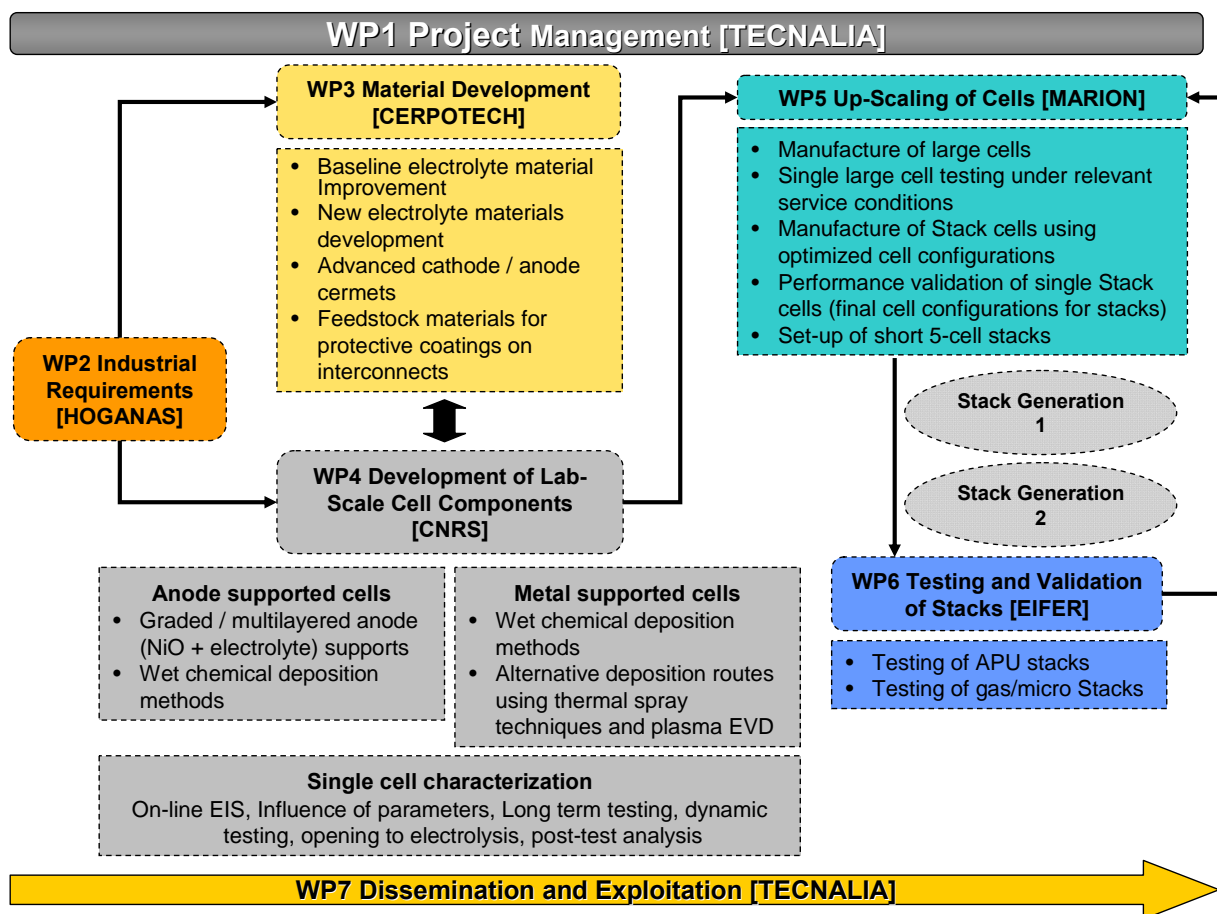 WP1 Project Management [TECNALIA]
WP3 Material Development
[CERPOTECH]
• Baseline electrolyte material
Improvement
• New electrolyte materials
development
• Advanced cathode / anode
cermets
• Feedstock materials for
protective coatings on
interconnects
WP5 Up-Scaling of Cells [MARION]
• Manufacture of large cells
• Single large cell testing under relevant
service conditions
• Manufacture of Stack cells using
optimized cell configurations
• Performance validation of single Stack
cells (final cell configurations for stacks)
• Set-up of short 5-cell stacks
WP2 Industrial
Requirements
[HOGANAS]
Stack Generation
1
Stack Generation
2
WP4 Development of Lab-
Scale Cell Components
[CNRS]
WP6 Testing and Validation
of Stacks [EIFER]
• Testing of APU stacks
• Testing of gas/micro Stacks
Anode supported cells
• Graded / multilayered anode
(NiO + electrolyte) supports
• Wet chemical deposition
methods
Metal supported cells
• Wet chemical deposition
methods
• Alternative deposition routes
using thermal spray
techniques and plasma EVD
Single cell characterization
On-line EIS, Influence of parameters, Long term testing, dynamic
testing, opening to electrolysis, post-test analysis
WP7 Dissemination and Exploitation [TECNALIA]